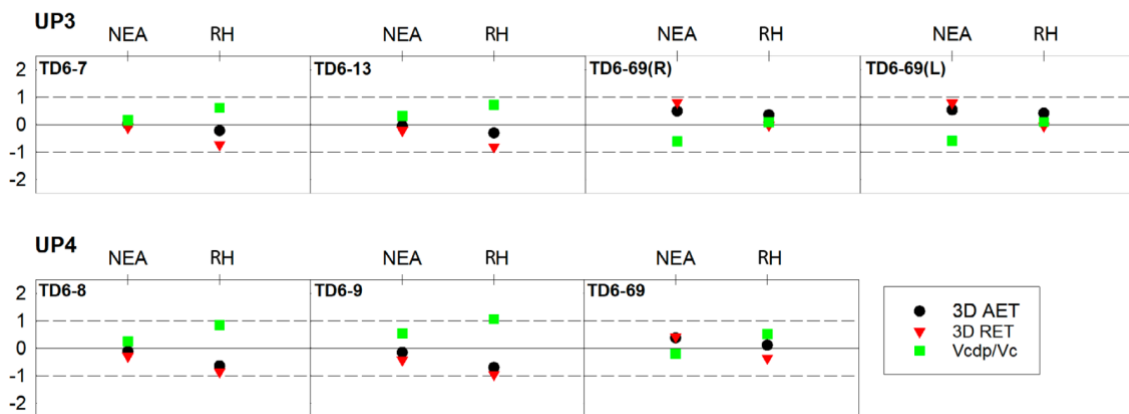 UP3
NEA RH NEA RH NEA RH NEA RH
TD6-7 TD6-13 TD6-69(R) TD6-69(L)
2
1
0
-1
-2
UP4
NEA RH NEA RH NEA RH
TD6-8 TD6-9 TD6-69
2
1
0
-1
-2
3D AET
3D RET
Vcdp/Vc